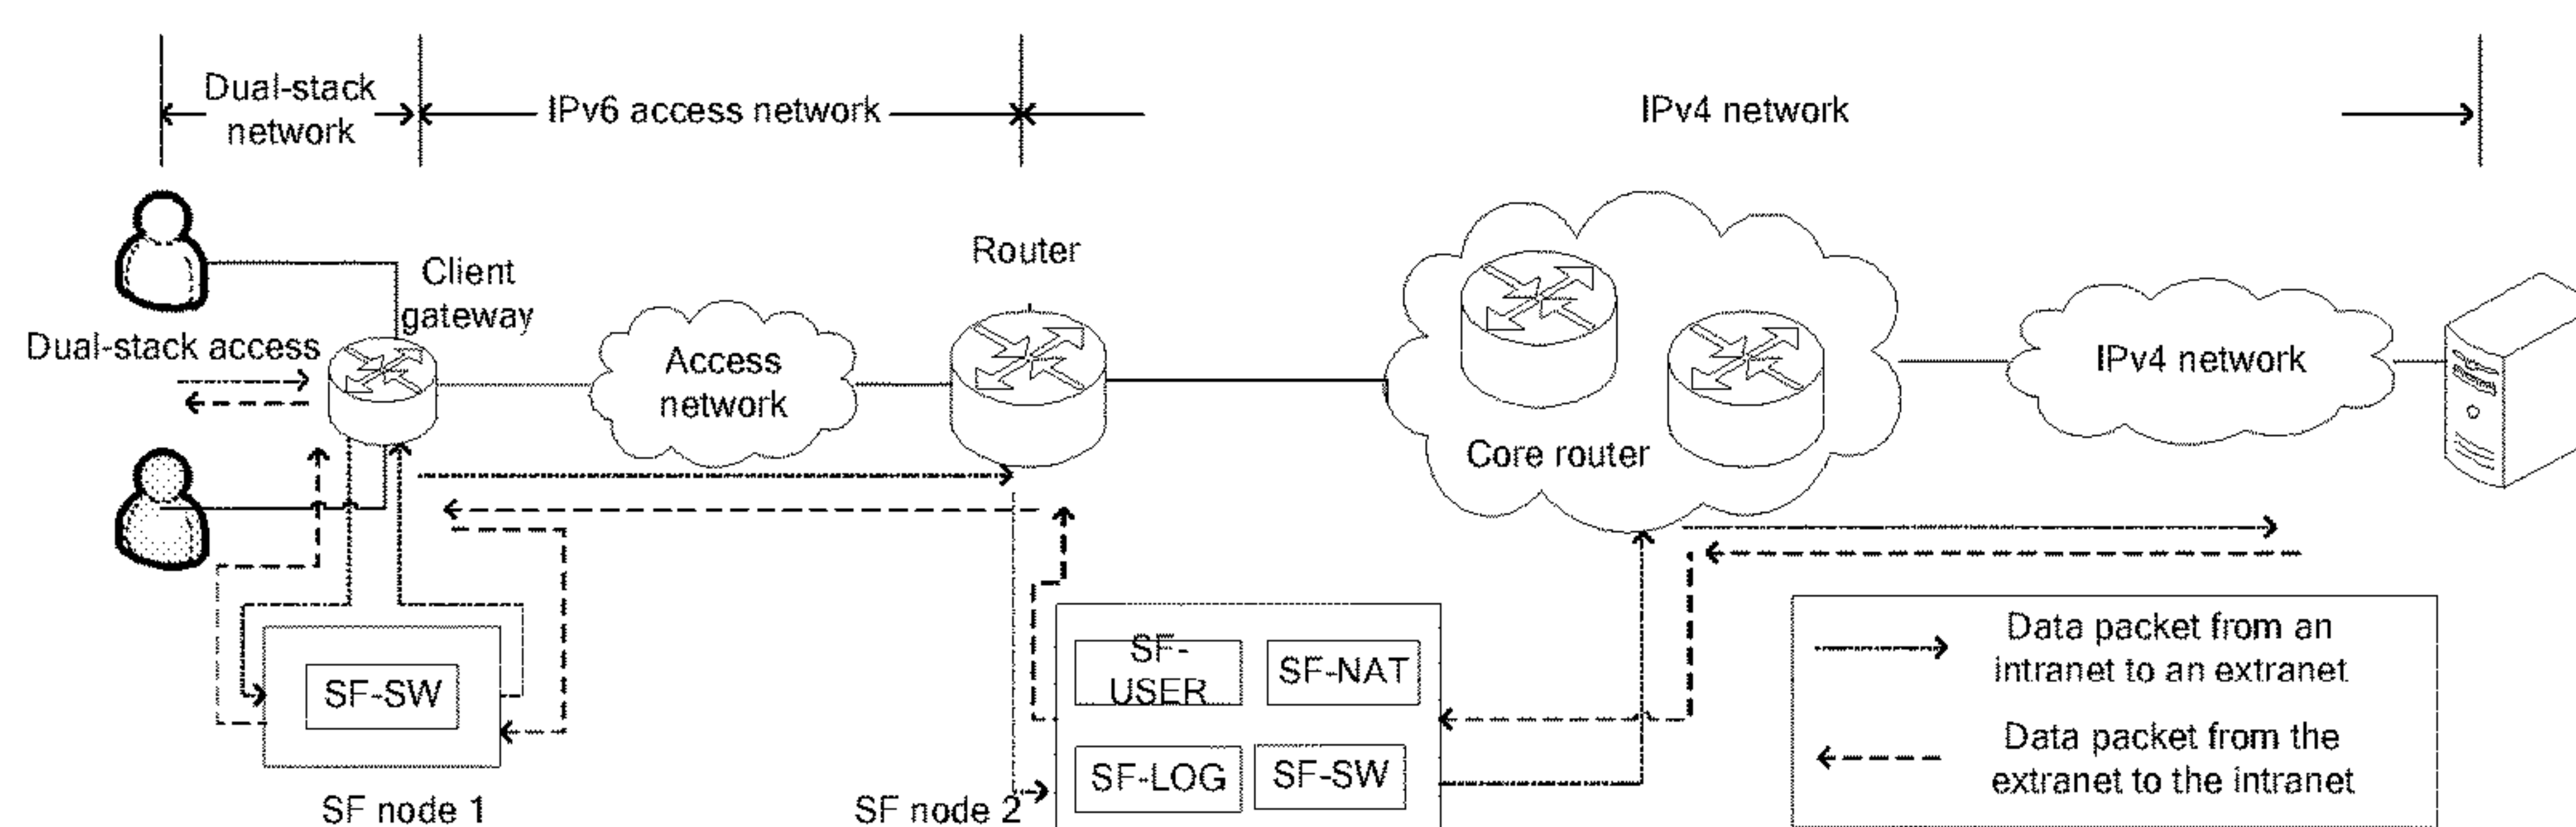 Dual-stack
network
IPv6 access network
IPv4 network
Client
gateway
Router
Dual-stack access
Access
network
Core router
IPv4 network
SF-SW
SF node 1
SF node 2
SF-
USER
SF-NAT
SF-LOG
SF-SW
Data packet from an
intranet to an extranet
Data packet from the
extranet to the intranet